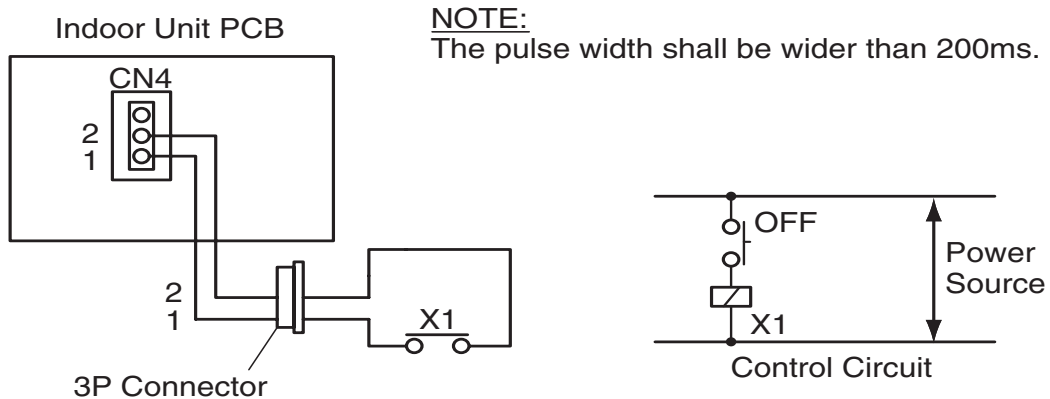 Indoor Unit PCB
NOTE:
The pulse width shall be wider than 200ms.
CN4
2
1
2
1
3P Connector
X1
OFF
X1
Power
Source
Control Circuit